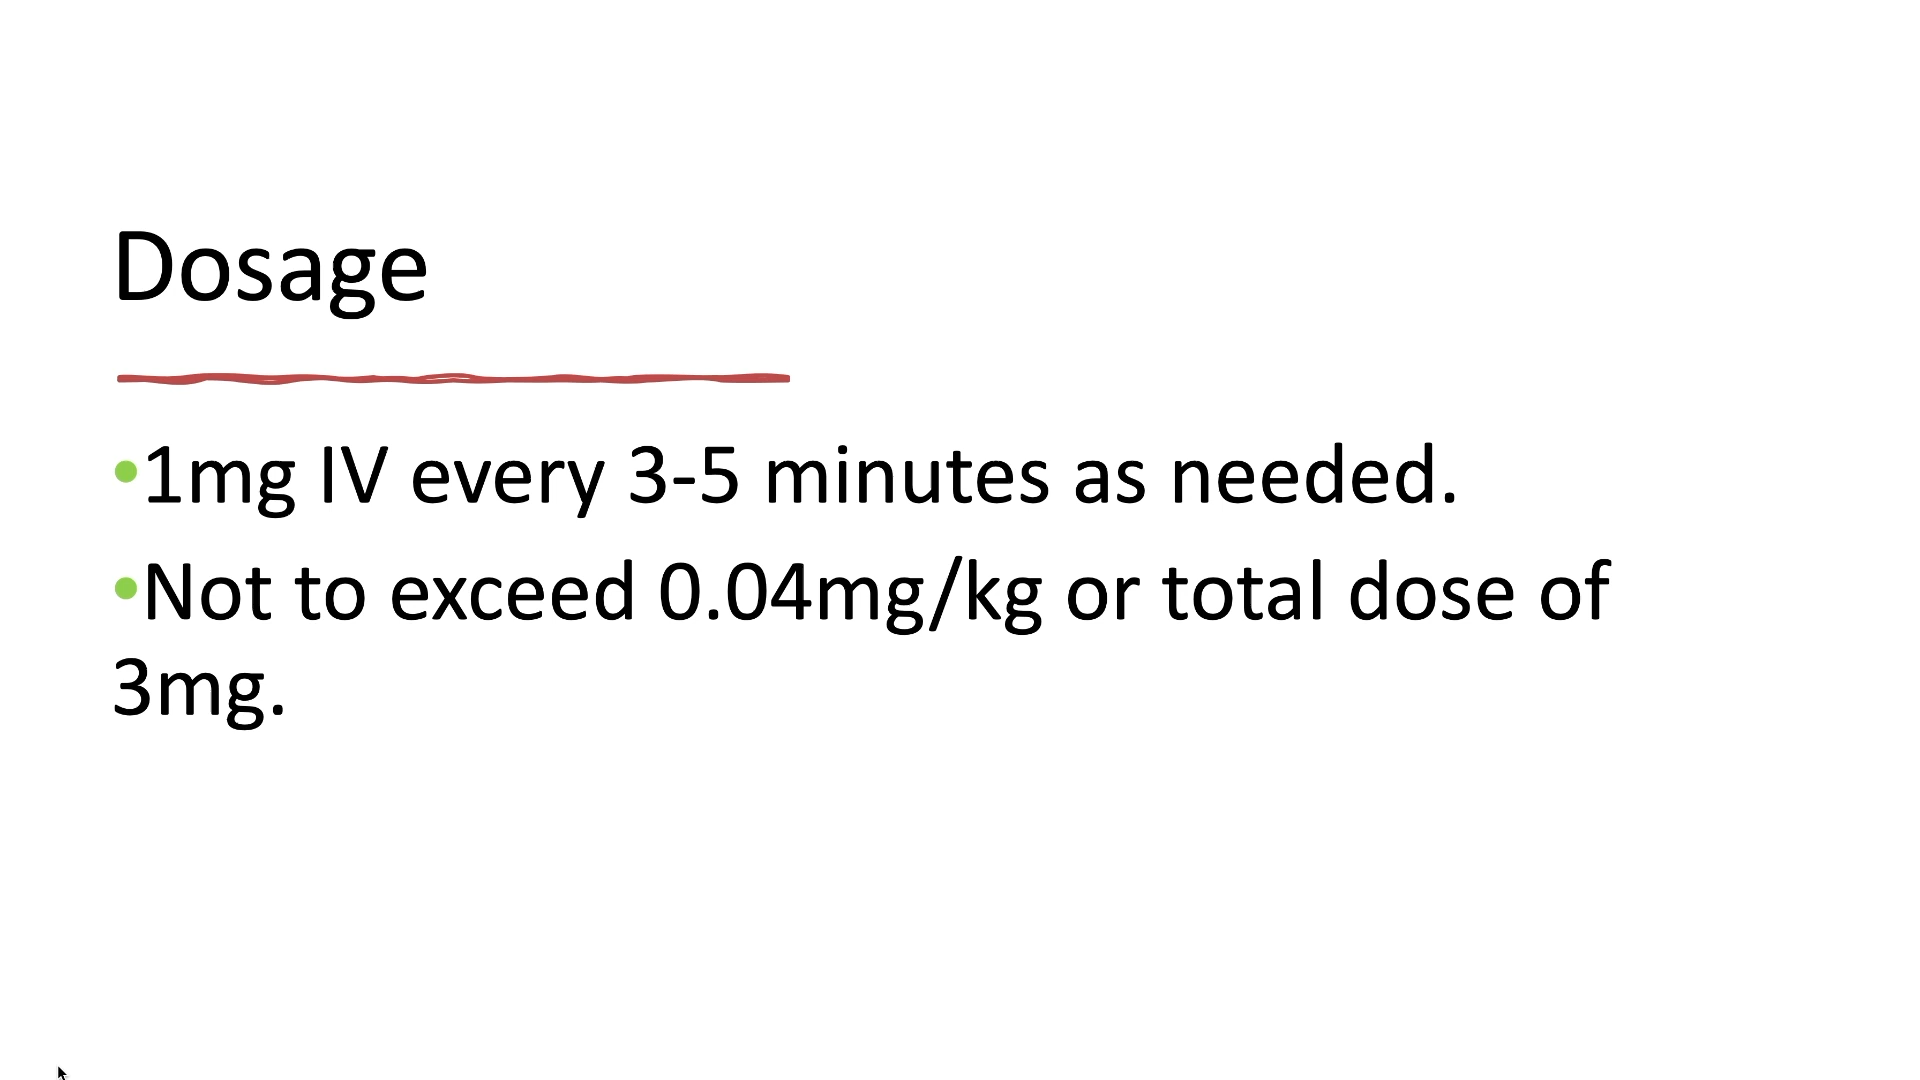 Dosage
•1mg IV every 3-5 minutes as needed.
•Not to exceed 0.04mg/kg or total dose of
3mg.